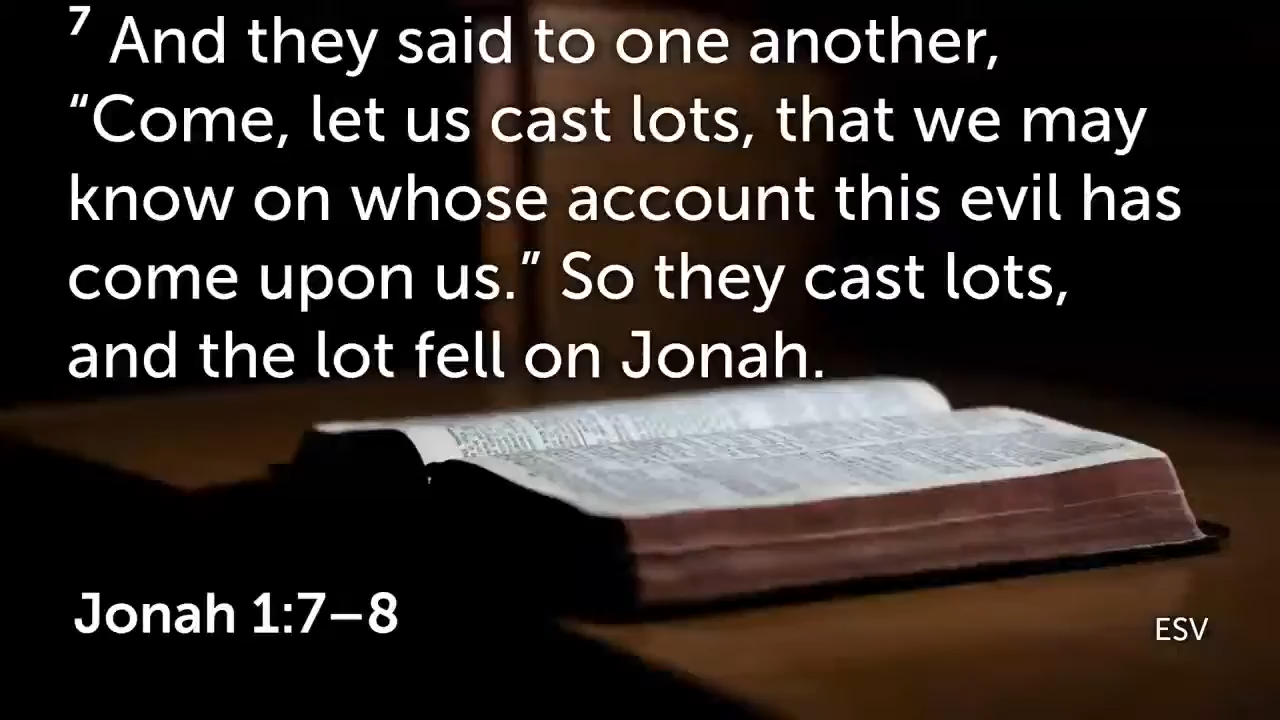 7 And they said to one another,
“Come, let us cast lots, that we may
know on whose account this evil has
come upon us.” So they cast lots,
and the lot fell on Jonah.
Jonah 1:7–8
ESV